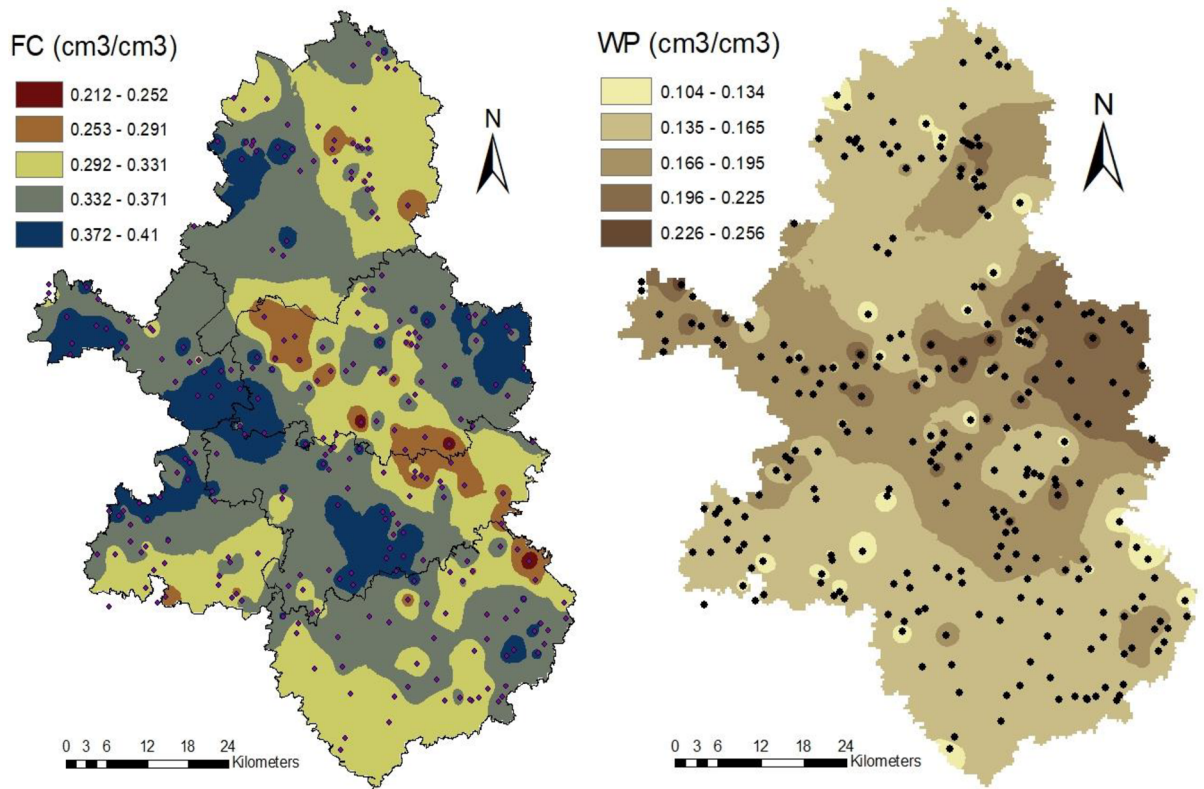 FC (cm3/cm3)
0.212 - 0.252
0.253 - 0.291
0.292 - 0.331
0.332 - 0.371
0.372 - 0.41
N
0 3 6 12 18 24
Kilometers
WP (cm3/cm3)
0.104 - 0.134
0.135 - 0.165
0.166 - 0.195
0.196 - 0.225
0.226 - 0.256
N
0 3 6 12 18 24
Kilometers